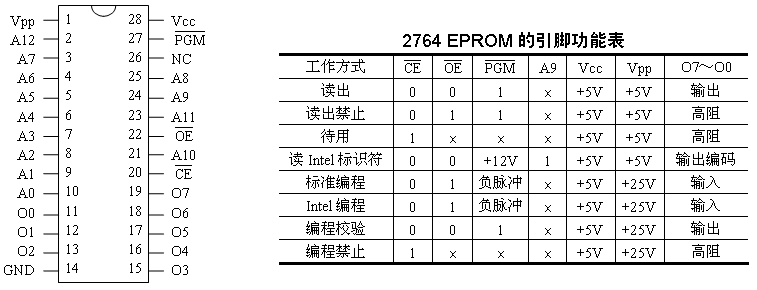 Vpp 1 28 Vcc
A12 2 27 PGM
A7 3 26 NC
A6 4 25 A8
A5 5 24 A9
A4 6 23 A11
A3 7 22 OE
A2 8 21 A10
A1 9 20 CE
A0 10 19 O7
O0 11 18 O6
O1 12 17 O5
O2 13 16 O4
GND 14 15 O3
2764 EPROM 的引脚功能表
工作方式 CE OE PGM A9 Vcc Vpp O7～O0
读出 0 0 1 x +5V +5V 输出
读出禁止 0 1 1 x +5V +5V 高阻
待用 1 x x x +5V +5V 高阻
读 Intel 标识符 0 0 +12V 1 +5V +5V 输出编码
标准编程 0 1 负脉冲 x +5V +25V 输入
Intel 编程 0 1 负脉冲 x +5V +25V 输入
编程校验 0 0 1 x +5V +25V 输出
编程禁止 1 x x x +5V +25V 高阻